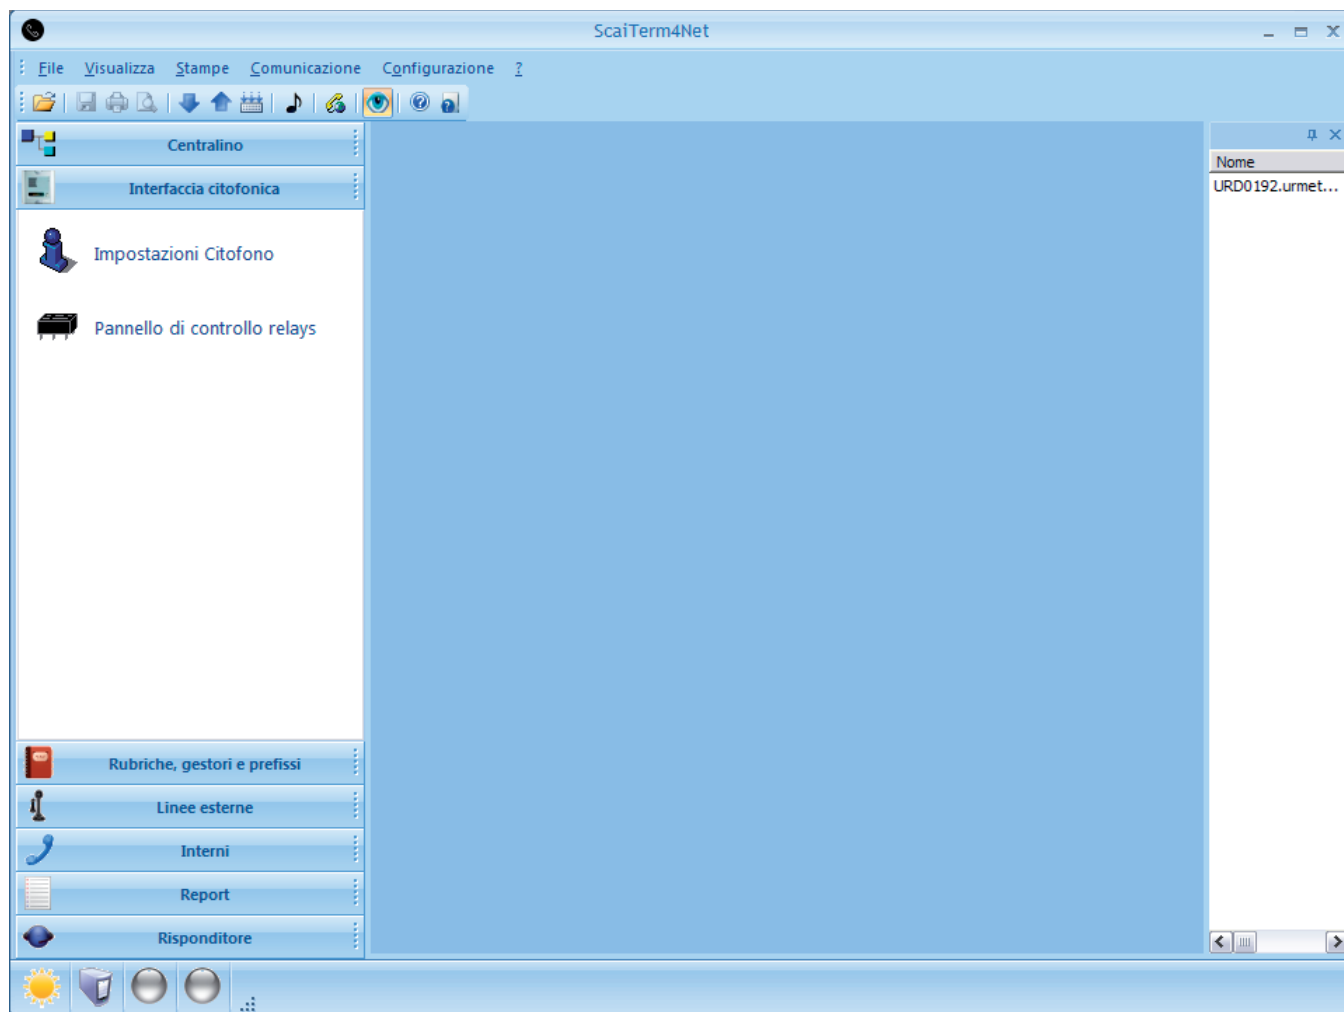 ScaiTerm4Net
File Visualizza Stampe Comunicazione Configurazione ?
Centralino
Interfaccia citofonica
Impostazioni Citofono
Pannello di controllo relays
Rubriche, gestori e prefissi
Linee esterne
Interni
Report
Risponditore
Nome
URD0192.urmet...